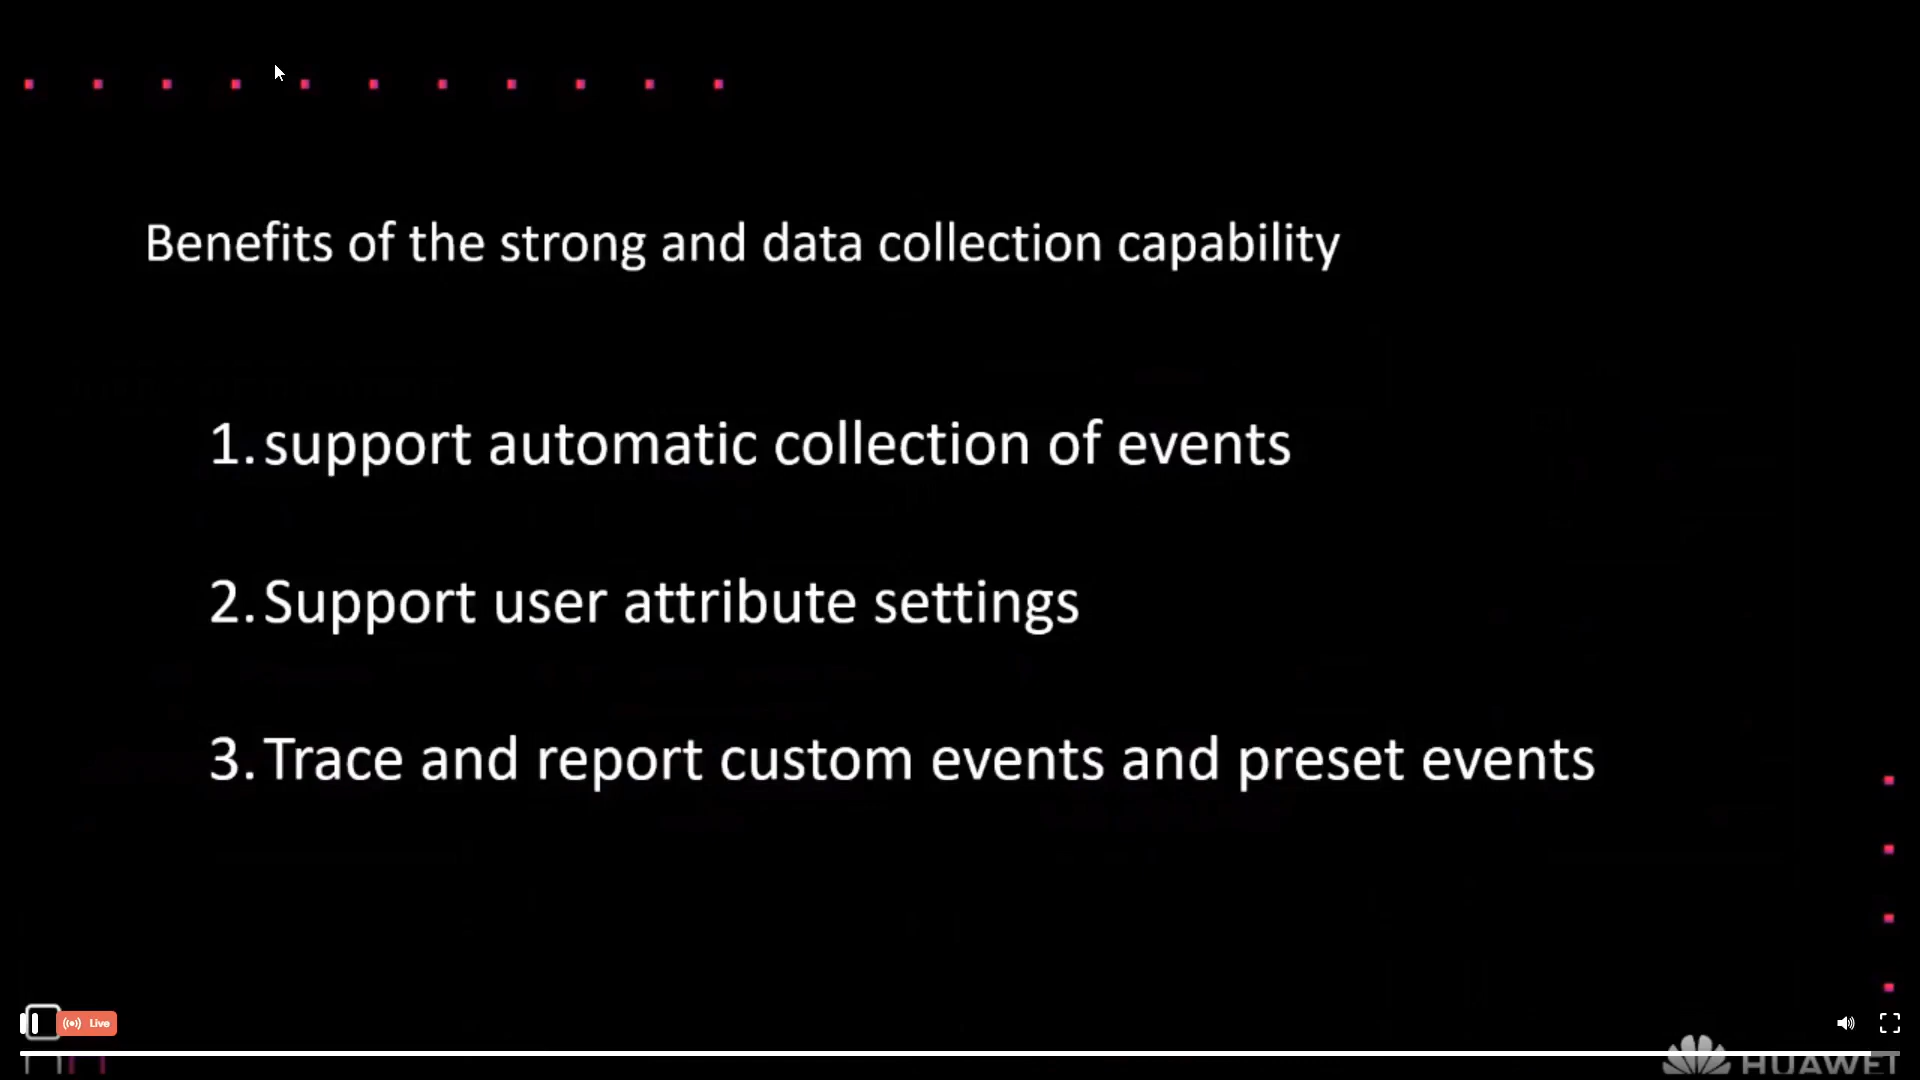 Benefits of the strong and data collection capability
1. support automatic collection of events
2. Support user attribute settings
3. Trace and report custom events and preset events
Live
HUAWEI